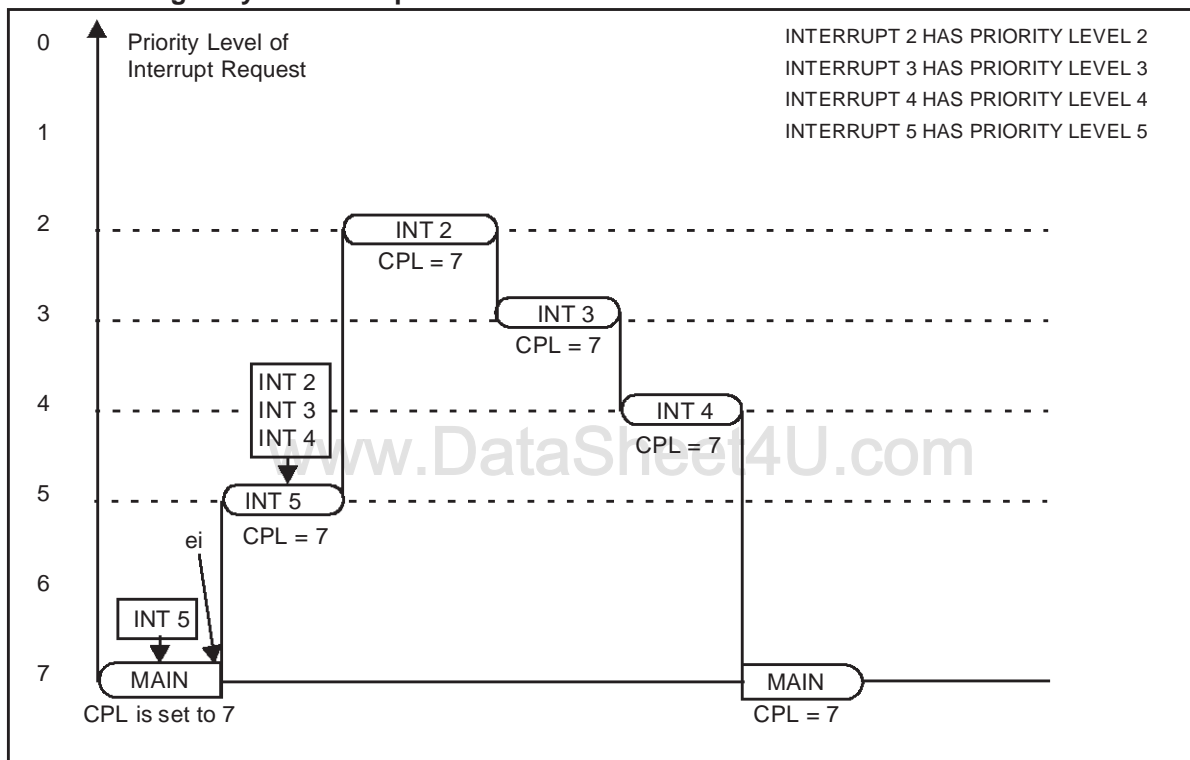 0
Priority Level of
Interrupt Request
INTERRUPT 2 HAS PRIORITY LEVEL 2
INTERRUPT 3 HAS PRIORITY LEVEL 3
INTERRUPT 4 HAS PRIORITY LEVEL 4
INTERRUPT 5 HAS PRIORITY LEVEL 5
1
2
INT 2
CPL = 7
3
INT 3
CPL = 7
INT 2
INT 3
INT 4
4
INT 4
CPL = 7
www.DataSheet4U.com
5
INT 5
CPL = 7
ei
6
INT 5
7
MAIN
CPL is set to 7
MAIN
CPL = 7